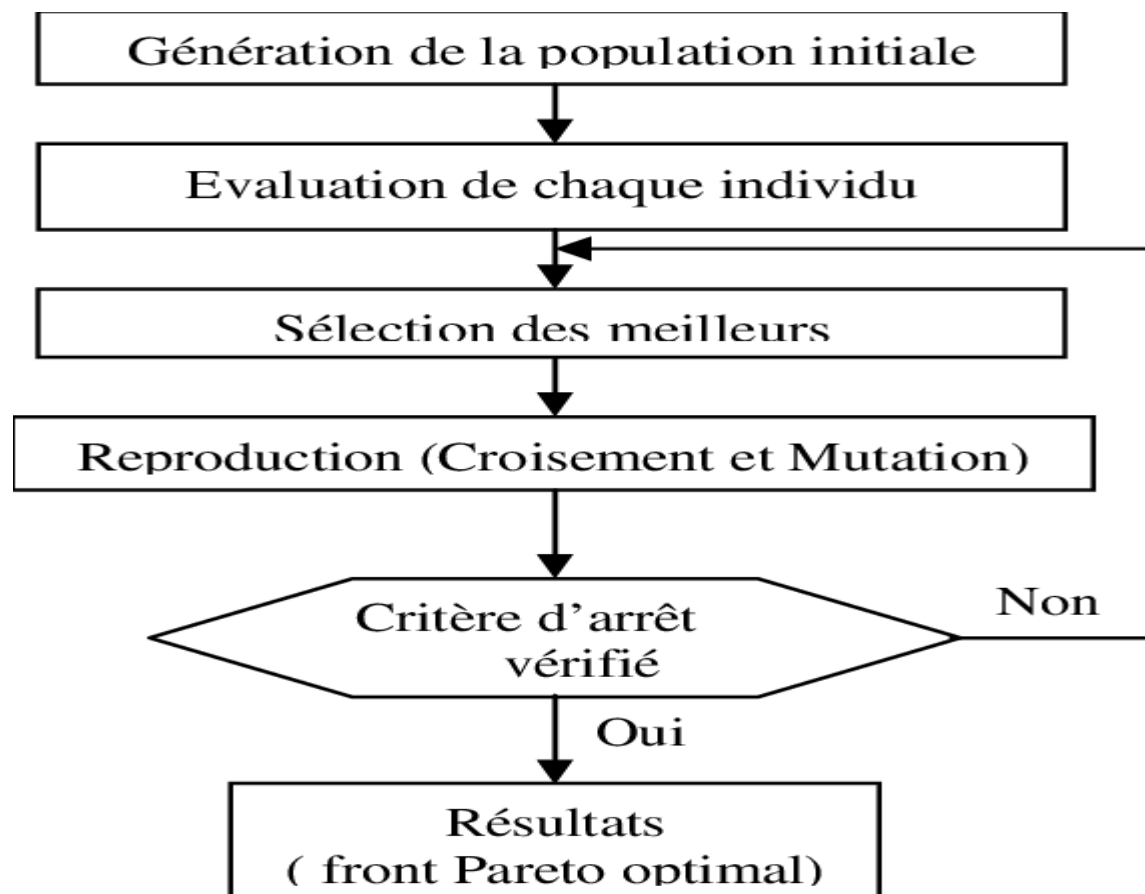 Génération de la population initiale
Evaluation de chaque individu
Sélection des meilleurs
Reproduction (Croisement et Mutation)
Critère d'arrêt
vérifié
Non
Oui
Résultats
( front Pareto optimal)